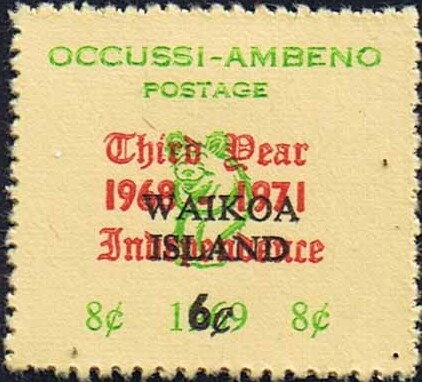 OCCUSSI-AMBENO
POSTAGE
Third Year
1968 - 1971
WAIKOA
Independence
ISLAND
8¢ 1969 8¢
6¢